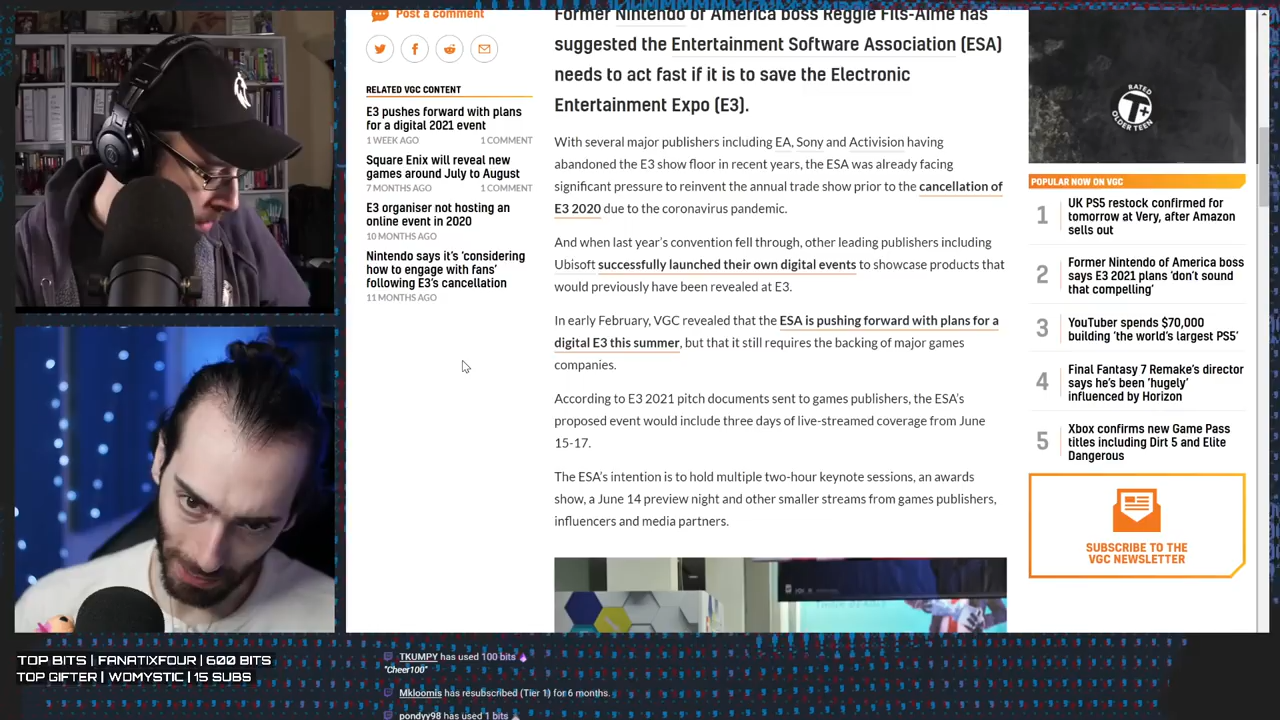 Post a comment
RELATED VGC CONTENT
E3 pushes forward with plans
for a digital 2021 event
1 WEEK AGO 1 COMMENT
Square Enix will reveal new
games around July to August
7 MONTHS AGO 1 COMMENT
E3 organiser not hosting an
online event in 2020
10 MONTHS AGO
Nintendo says it's 'considering
how to engage with fans'
following E3's cancellation
11 MONTHS AGO
Former Nintendo of America boss Reggie Fils-Aime has
suggested the Entertainment Software Association (ESA)
needs to act fast if it is to save the Electronic
Entertainment Expo (E3).
With several major publishers including EA, Sony and Activision having
abandoned the E3 show floor in recent years, the ESA was already facing
significant pressure to reinvent the annual trade show prior to the cancellation of
E3 2020 due to the coronavirus pandemic.
And when last year's convention fell through, other leading publishers including
Ubisoft successfully launched their own digital events to showcase products that
would previously have been revealed at E3.
In early February, VGC revealed that the ESA is pushing forward with plans for a
digital E3 this summer, but that it still requires the backing of major games
companies.
According to E3 2021 pitch documents sent to games publishers, the ESA's
proposed event would include three days of live-streamed coverage from June
15-17.
The ESA's intention is to hold multiple two-hour keynote sessions, an awards
show, a June 14 preview night and other smaller streams from games publishers,
influencers and media partners.
RATED
T
OLDER TEEN
POPULAR NOW ON VGC
1 UK PS5 restock confirmed for
tomorrow at Very, after Amazon
sells out
2 Former Nintendo of America boss
says E3 2021 plans 'don't sound
that compelling'
3 YouTuber spends $70,000
building 'the world's largest PS5'
4 Final Fantasy 7 Remake's director
says he's been 'hugely'
influenced by Horizon
5 Xbox confirms new Game Pass
titles including Dirt 5 and Elite
Dangerous
SUBSCRIBE TO THE
VGC NEWSLETTER
TOP BITS | FANATIXFOUR | 600 BITS
TOP GIFTER | WDMYSTIC | 15 SUBS
TKUMPY has used 100 bits
"Cheer100"
Mkloomis has resubscribed (Tier 1) for 6 months.
pondyy98 has used 1 bits